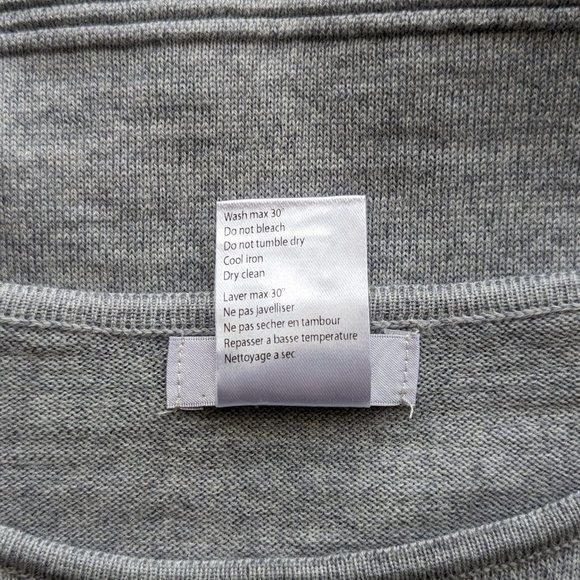 Wash max 30°
Do not bleach
Do not tumble dry
Cool iron
Dry clean
Laver max 30°
Ne pas javelliser
Ne pas secher en tambour
Repasser a basse temperature
Nettoyage a sec